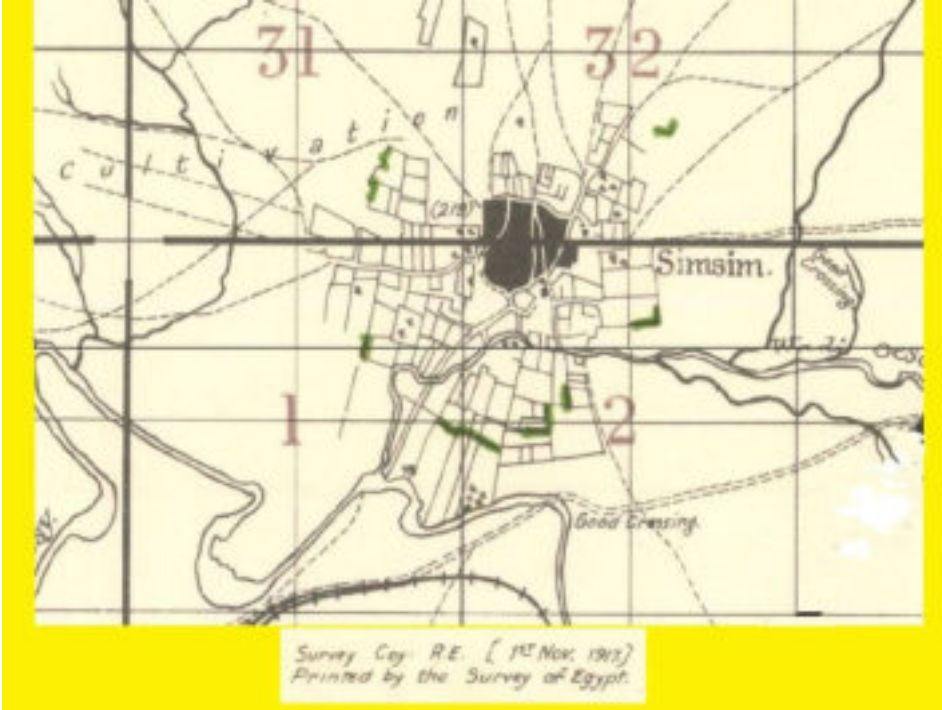 31
32
Cultivation
(219)
Simsim.
Good
Crossing
1
2
Good Crossing.
Survey Coy. R.E. [ 1ST Nov. 1917.]
Printed by the Survey of Egypt.